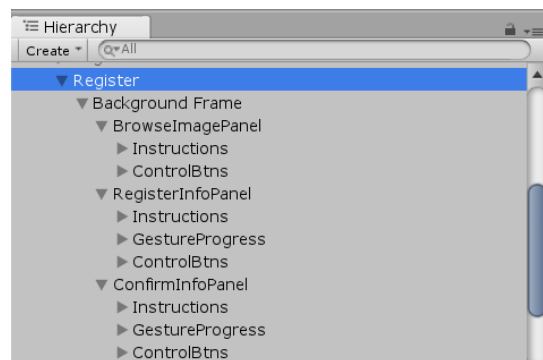 Hierarchy
Create All
Register
Background Frame
BrowseImagePanel
Instructions
ControlBtns
RegisterInfoPanel
Instructions
GestureProgress
ControlBtns
ConfirmInfoPanel
Instructions
GestureProgress
ControlBtns